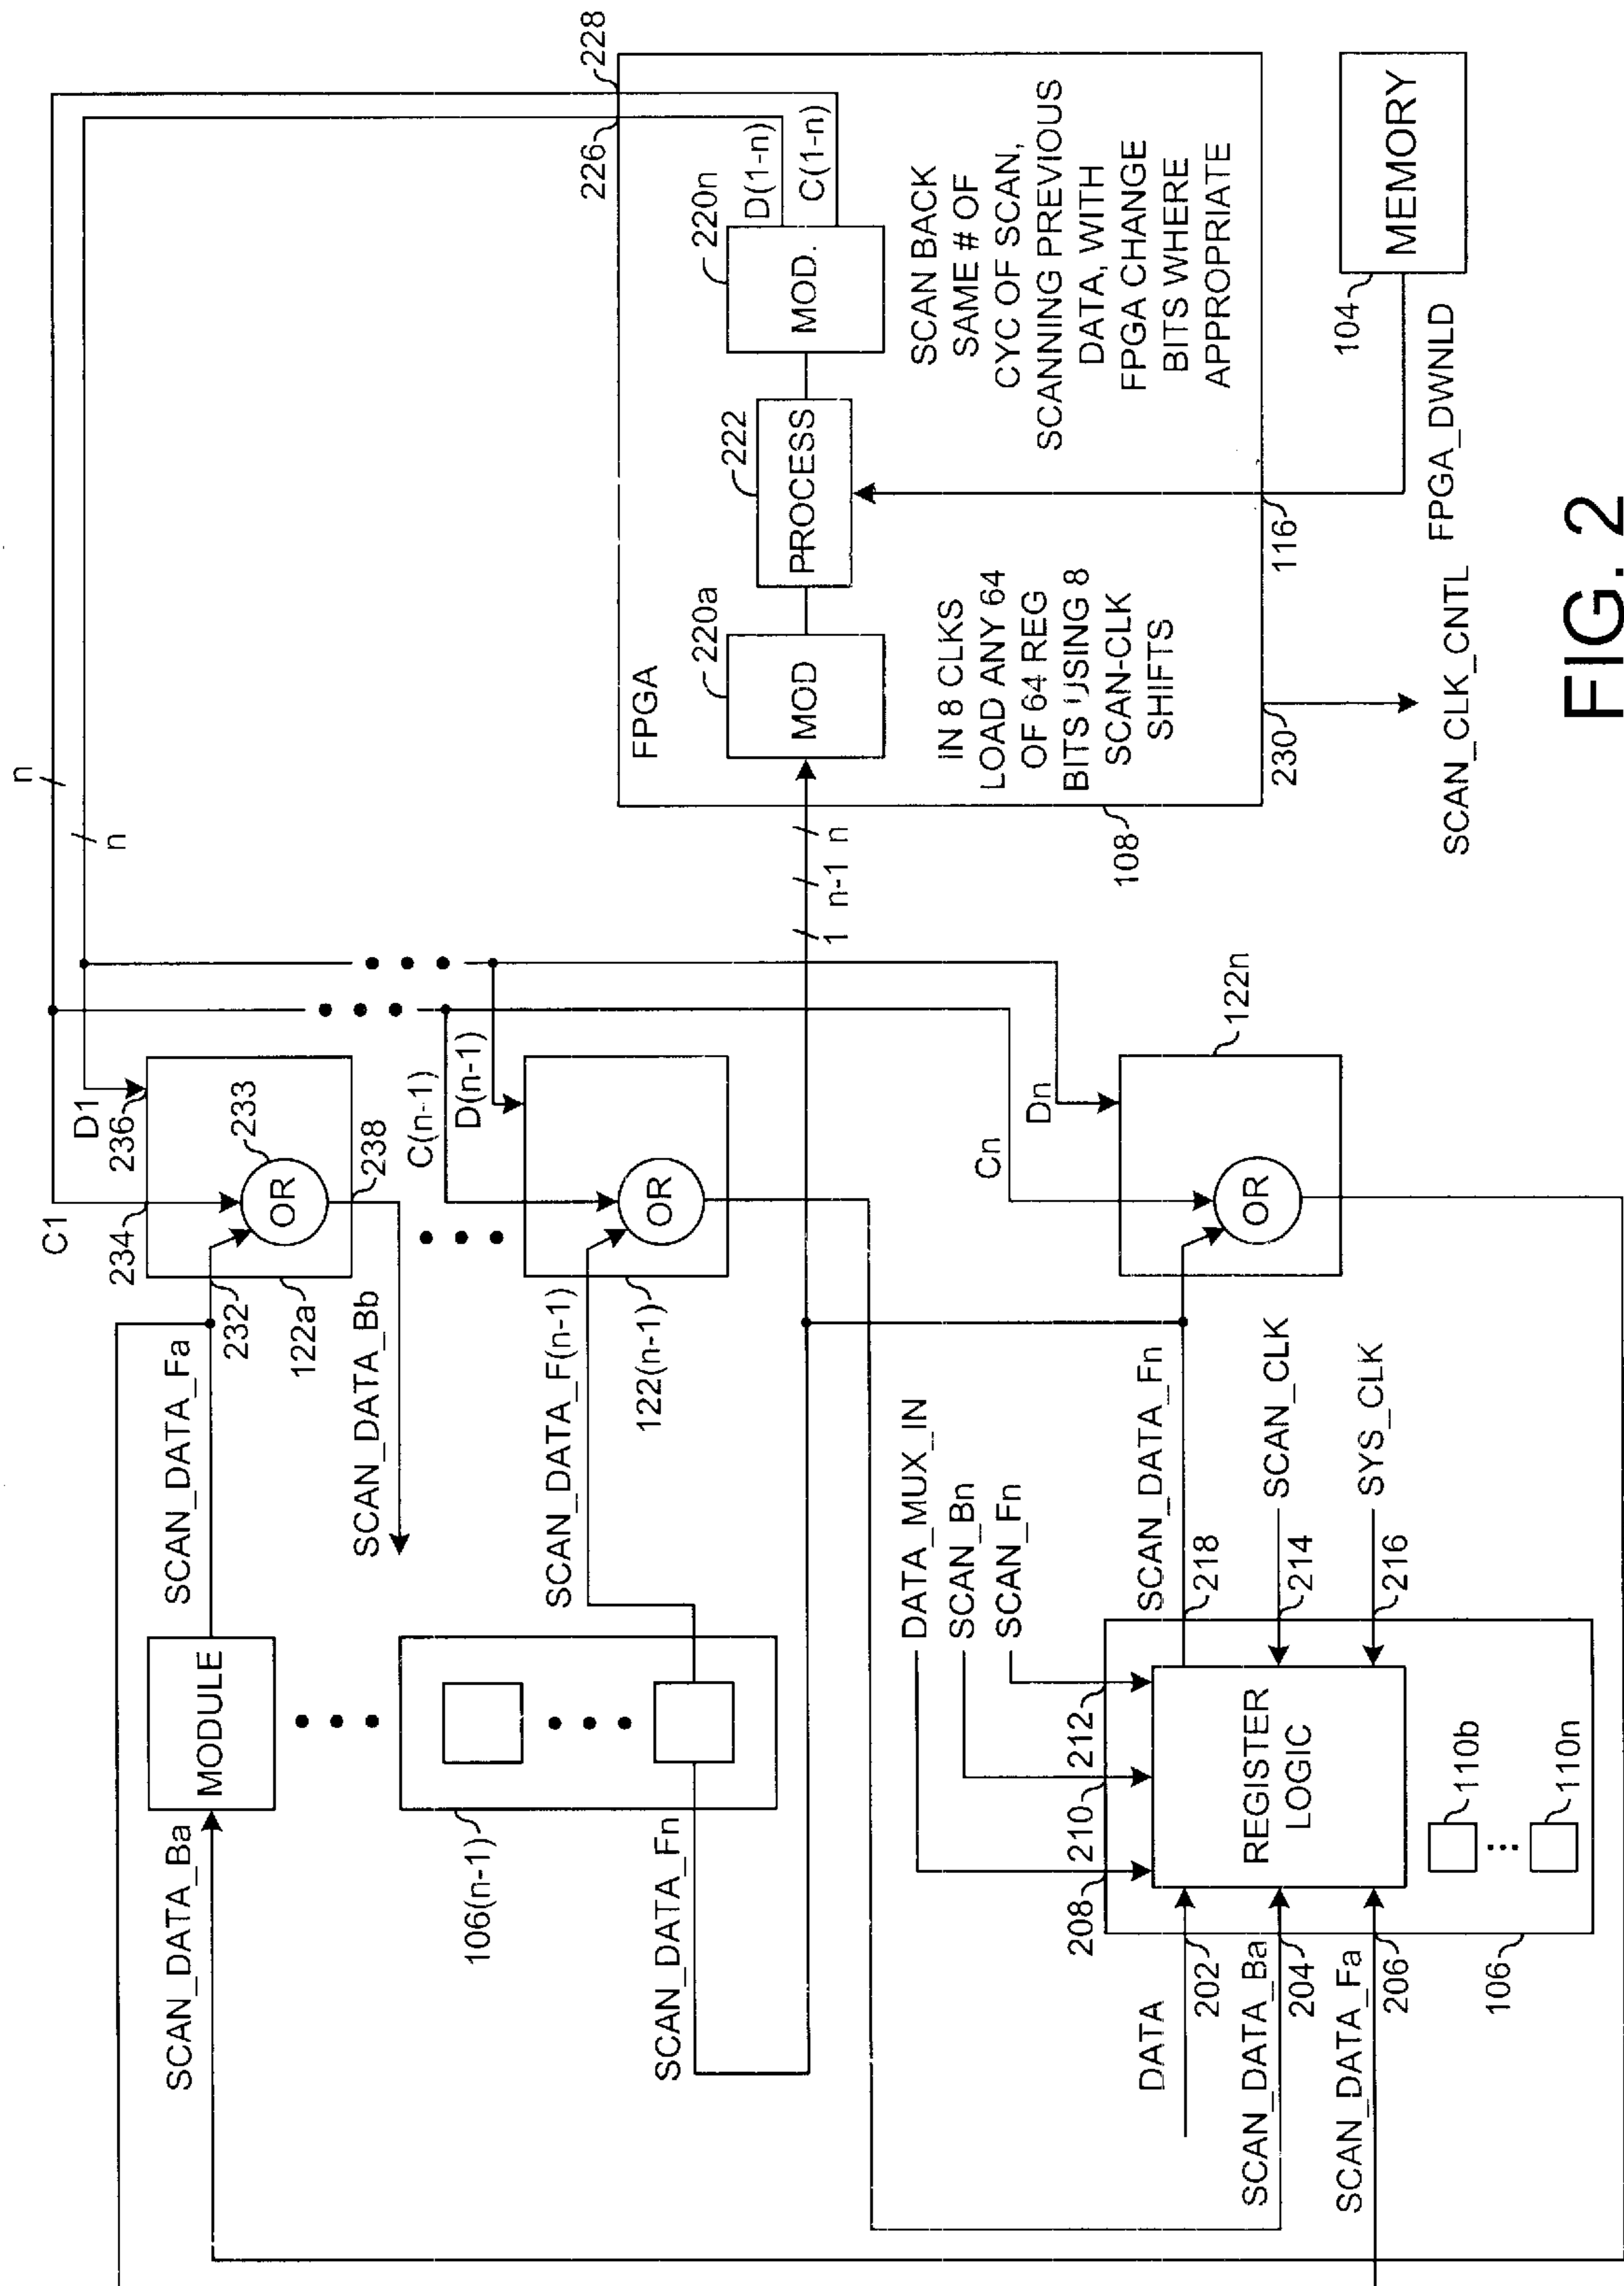 n
n
226
228
C1
D1
234
236
233
OR
238
232
122a
SCAN_DATA_Fa
SCAN_DATA_Bb
SCAN_DATA_Ba
MODULE
C(n-1)
D(n-1)
OR
122(n-1)
SCAN_DATA_F(n-1)
106(n-1)
SCAN_DATA_Fn
1
n-1
n
FPGA
220a
MOD
222
PROCESS
220n
MOD.
D(1-n)
C(1-n)
IN 8 CLKS
LOAD ANY 64
OF 64 REG
BITS USING 8
SCAN-CLK
SHIFTS
SCAN BACK
SAME # OF
CYC OF SCAN,
SCANNING PREVIOUS
DATA, WITH
FPGA CHANGE
BITS WHERE
APPROPRIATE
108
230
116
SCAN_CLK_CNTL
FPGA_DWNLD
104
MEMORY
Cn
Dn
122n
OR
DATA_MUX_IN
SCAN_Bn
SCAN_Fn
SCAN_DATA_Fn
218
SCAN_CLK
214
SYS_CLK
216
208
210
212
REGISTER
LOGIC
110b
110n
DATA
202
SCAN_DATA_Ba
204
SCAN_DATA_Fa
206
106
FIG. 2